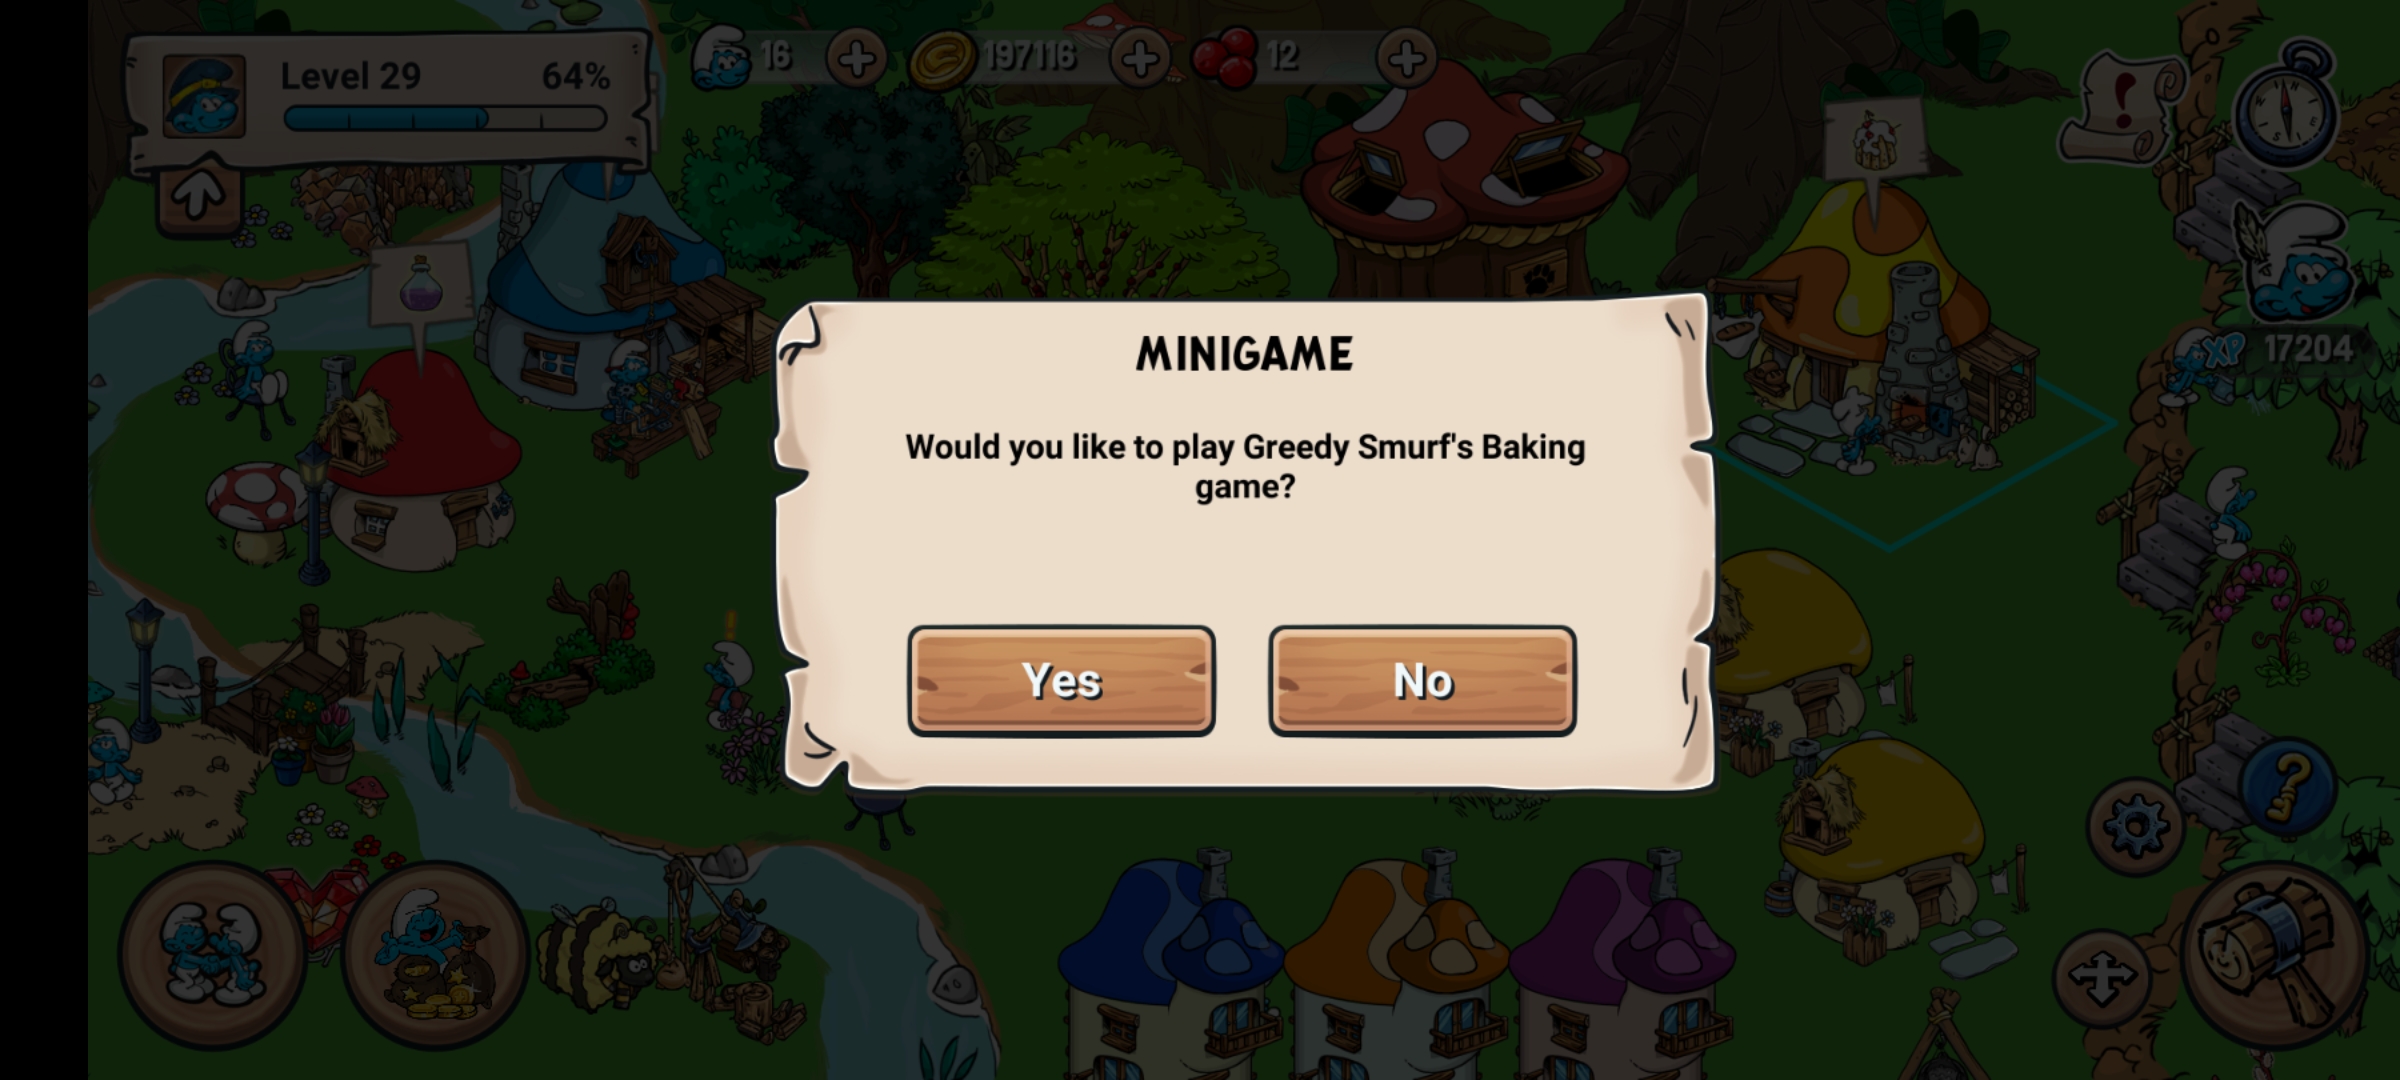 Level 29 64%
16
197116
12
XP 17204
MINIGAME
Would you like to play Greedy Smurf's Baking
game?
Yes
No